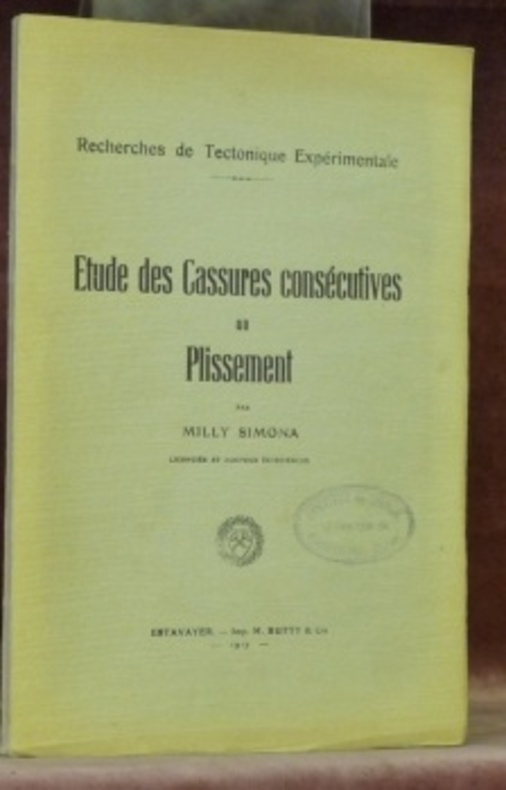 Recherches de Tectonique Expérimentale
Etude des Cassures consécutives
au
Plissement
PAR
MILLY SIMONA
ESTAVAYER. — Imp. H. BUTTY & Cie